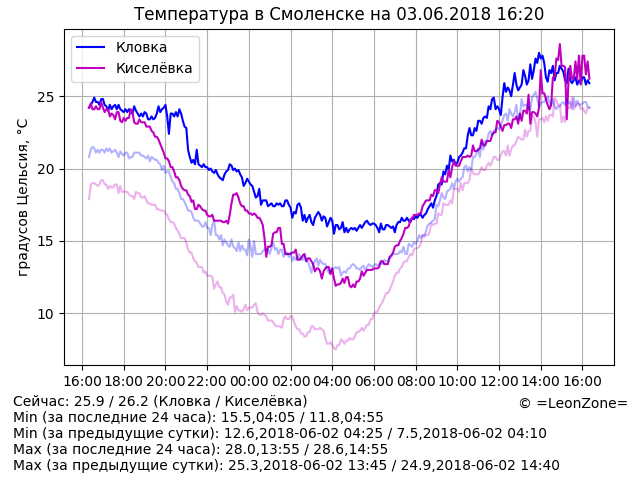 Температура в Смоленске на 03.06.2018 16:20
Кловка
Киселёвка
градусов Цельсия, °C
25
20
15
10
16:00 18:00 20:00 22:00 00:00 02:00 04:00 06:00 08:00 10:00 12:00 14:00 16:00
Сейчас: 25.9 / 26.2 (Кловка / Киселёвка)
© =LeonZone=
Min (за последние 24 часа): 15.5,04:05 / 11.8,04:55
Min (за предыдущие сутки): 12.6,2018-06-02 04:25 / 7.5,2018-06-02 04:10
Max (за последние 24 часа): 28.0,13:55 / 28.6,14:55
Max (за предыдущие сутки): 25.3,2018-06-02 13:45 / 24.9,2018-06-02 14:40